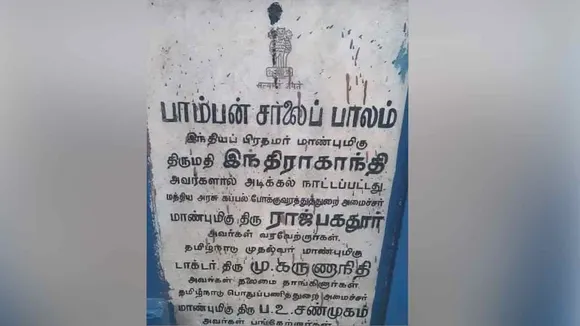 பாம்பன் சாலைப் பாலம்
இந்தியப் பிரதமர் மாண்புமிகு
திருமதி இந்திராகாந்தி
அவர்களால் அடிக்கல் நாட்டப்பட்டது.
மத்திய அரசு கப்பல் போக்குவரத்துத்துறை அமைச்சர்
மாண்புமிகு திரு ராஜ்பகதூர்
அவர்கள் வரவேற்றார்கள்.
தமிழ்நாடு முதல்வர் மாண்புமிகு
டாக்டர். திரு மு.கருணாநிதி
அவர்கள் தலைமை தாங்கினார்கள்
தமிழ்நாடு பொதுப்பணித்துறை அமைச்சர்
மாண்புமிகு திரு ப.உ.சண்முகம்
அவர்கள் பங்கேற்றார்கள்